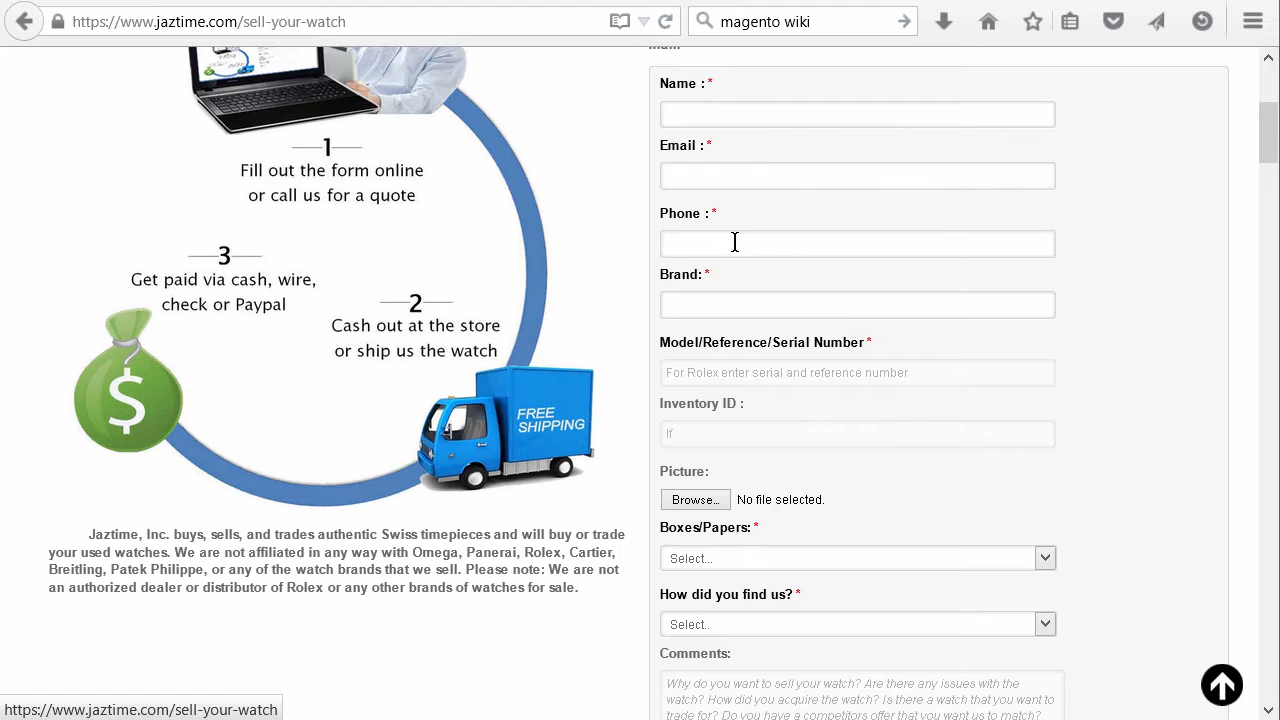 https://www.jaztime.com/sell-your-watch
magento wiki
1
Fill out the form online
or call us for a quote
3
Get paid via cash, wire,
check or Paypal
2
Cash out at the store
or ship us the watch
$
FREE
SHIPPING
Jaztime, Inc. buys, sells, and trades authentic Swiss timepieces and will buy or trade
your used watches. We are not affiliated in any way with Omega, Panerai, Rolex, Cartier,
Breitling, Patek Philippe, or any of the watch brands that we sell. Please note: We are not
an authorized dealer or distributor of Rolex or any other brands of watches for sale.
Name : *
Email : *
Phone : *
Brand: *
Model/Reference/Serial Number *
For Rolex enter serial and reference number
Inventory ID :
If
Picture:
Browse... No file selected.
Boxes/Papers: *
Select...
How did you find us? *
Select..
Comments:
Why do you want to sell your watch? Are there any issues with the
watch? How did you acquire the watch? Is there a watch that you want to
trade for? Do you have a competitors offer that you want us to match?
https://www.jaztime.com/sell-your-watch